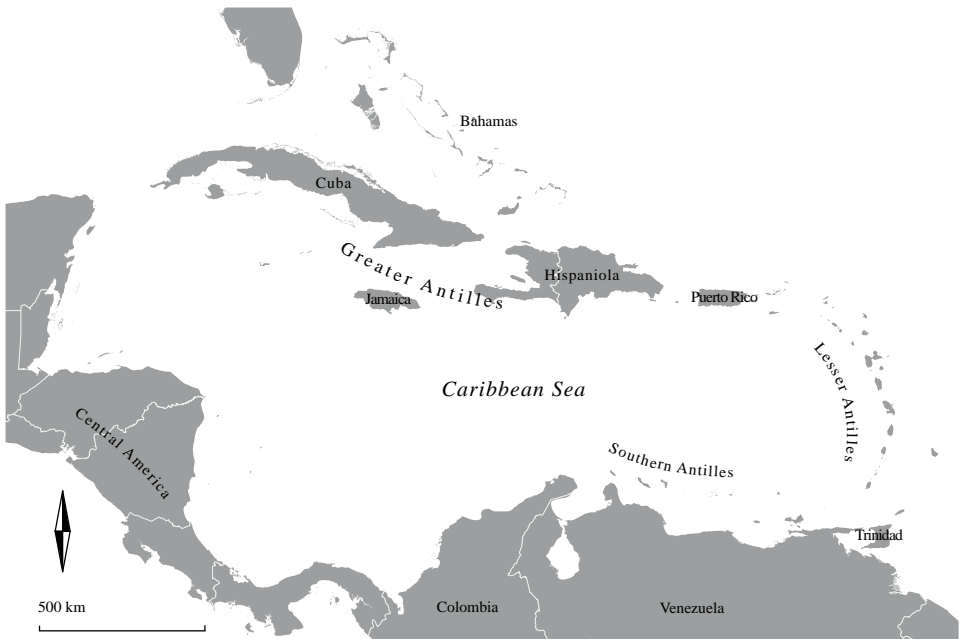 Bahamas
Cuba
Greater Antilles
Hispaniola
Jamaica
Puerto Rico
Lesser Antilles
Caribbean Sea
Central America
Southern Antilles
Trinidad
500 km
Colombia
Venezuela